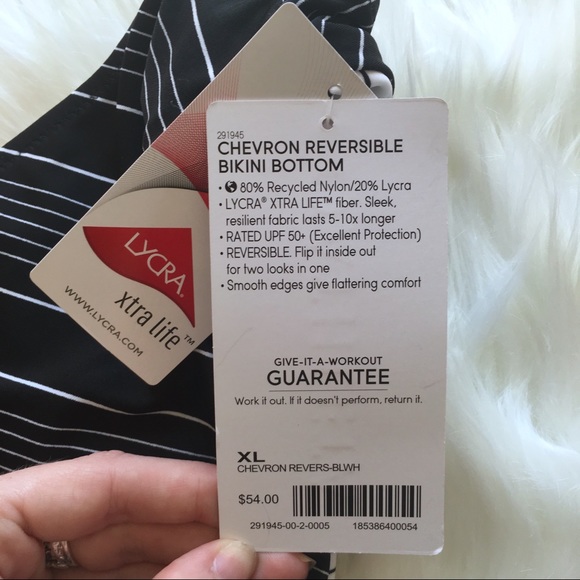 291945
CHEVRON REVERSIBLE
BIKINI BOTTOM
• 80% Recycled Nylon/20% Lycra
• LYCRA® XTRA LIFE™ fiber. Sleek,
resilient fabric lasts 5-10x longer
• RATED UPF 50+ (Excellent Protection)
• REVERSIBLE. Flip it inside out
for two looks in one
• Smooth edges give flattering comfort
GIVE-IT-A-WORKOUT
GUARANTEE
Work it out. If it doesn't perform, return it.
XL
CHEVRON REVERS-BLWH
$54.00
291945-00-2-0005 185386400054
LYCRA®
xtra life™
WWW.LYCRA.COM